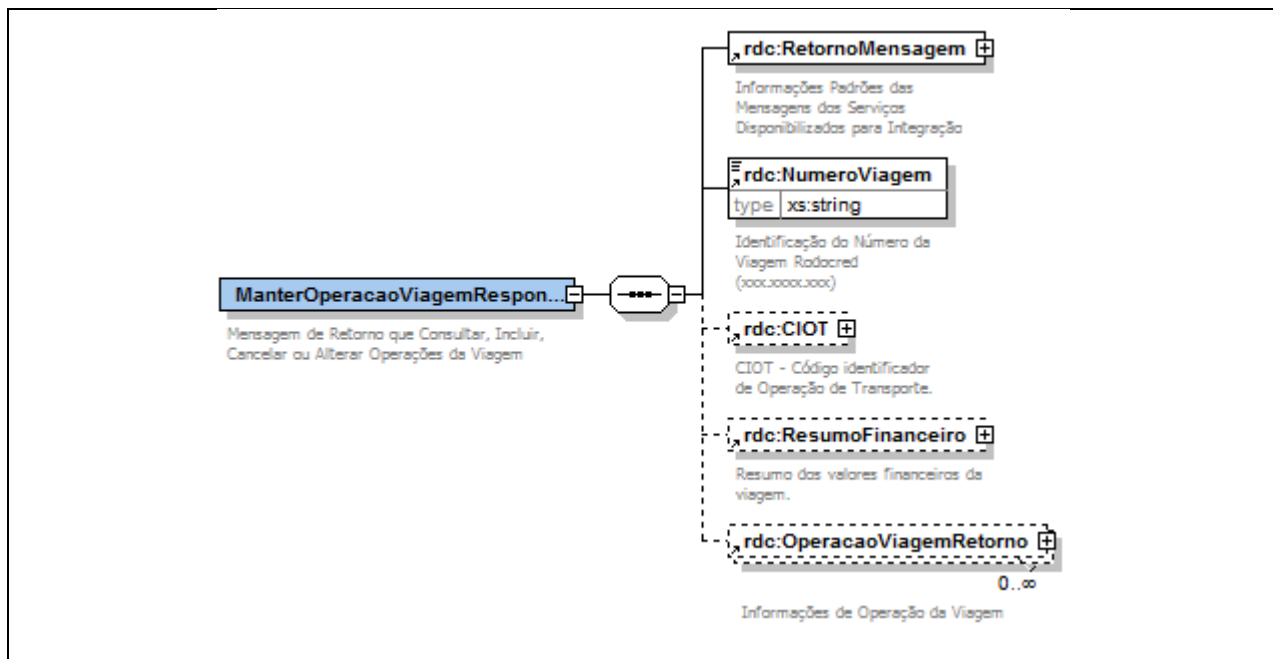 rdc:RetornoMensagem
Informações Padrões das
Mensagens dos Serviços
Disponibilizados para Integração
rdc:NumeroViagem
type xs:string
Identificação do Número da
Viagem Rodocred
(xxx.xxxx.xxx)
ManterOperacaoViagemRespon...
Mensagem de Retorno que Consultar, Incluir,
Cancelar ou Alterar Operações da Viagem
rdc:CIOT
CIOT - Código identificador
de Operação de Transporte.
rdc:ResumoFinanceiro
Resumo dos valores financeiros da
viagem.
rdc:OperacaoViagemRetorno
0..∞
Informações de Operação da Viagem